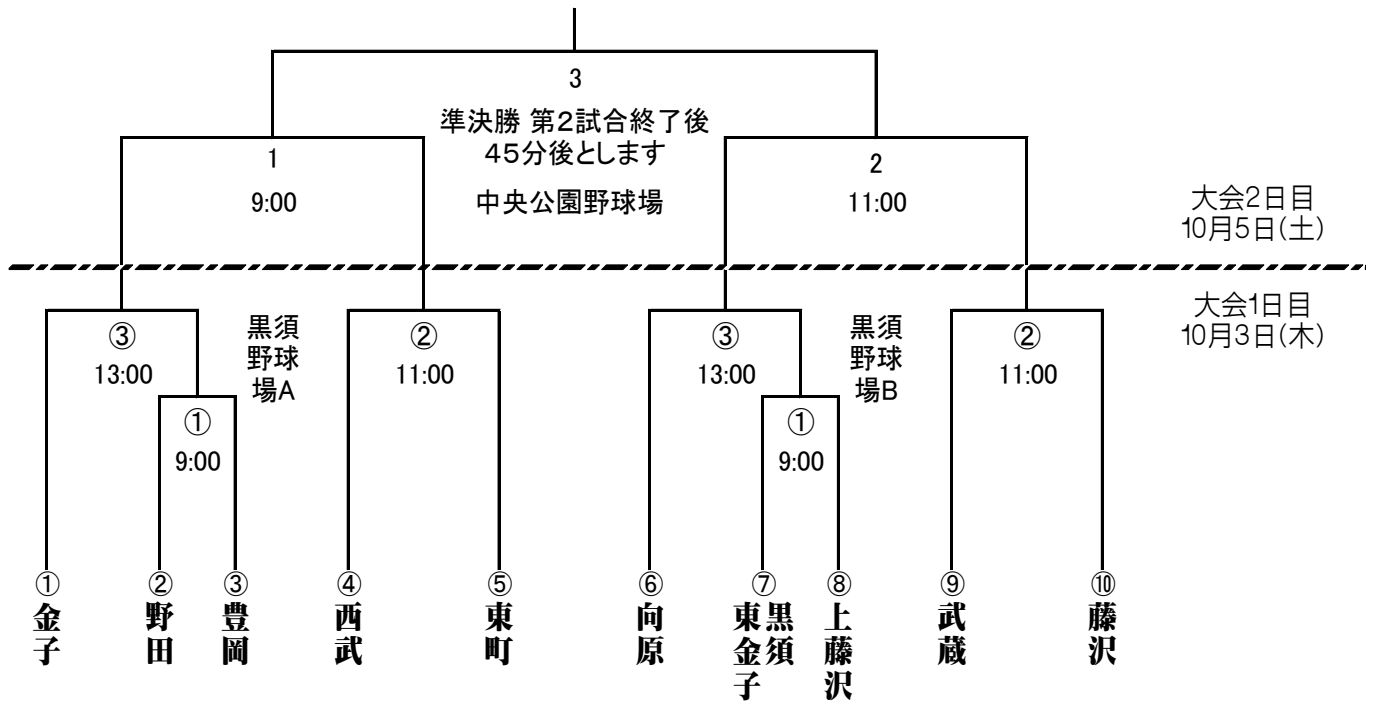 3
準決勝 第2試合終了後
45分後とします
1
2
9:00
中央公園野球場
11:00
大会2日目
10月5日(土)
大会1日目
10月3日(木)
③
13:00
黒須
野球
場A
②
11:00
③
13:00
黒須
野球
場B
②
11:00
①
9:00
①
9:00
①
金子
②
野田
③
豊岡
④
西武
⑤
東町
⑥
向原
⑦
黒須
東金子
⑧
上藤沢
⑨
武蔵
⑩
藤沢